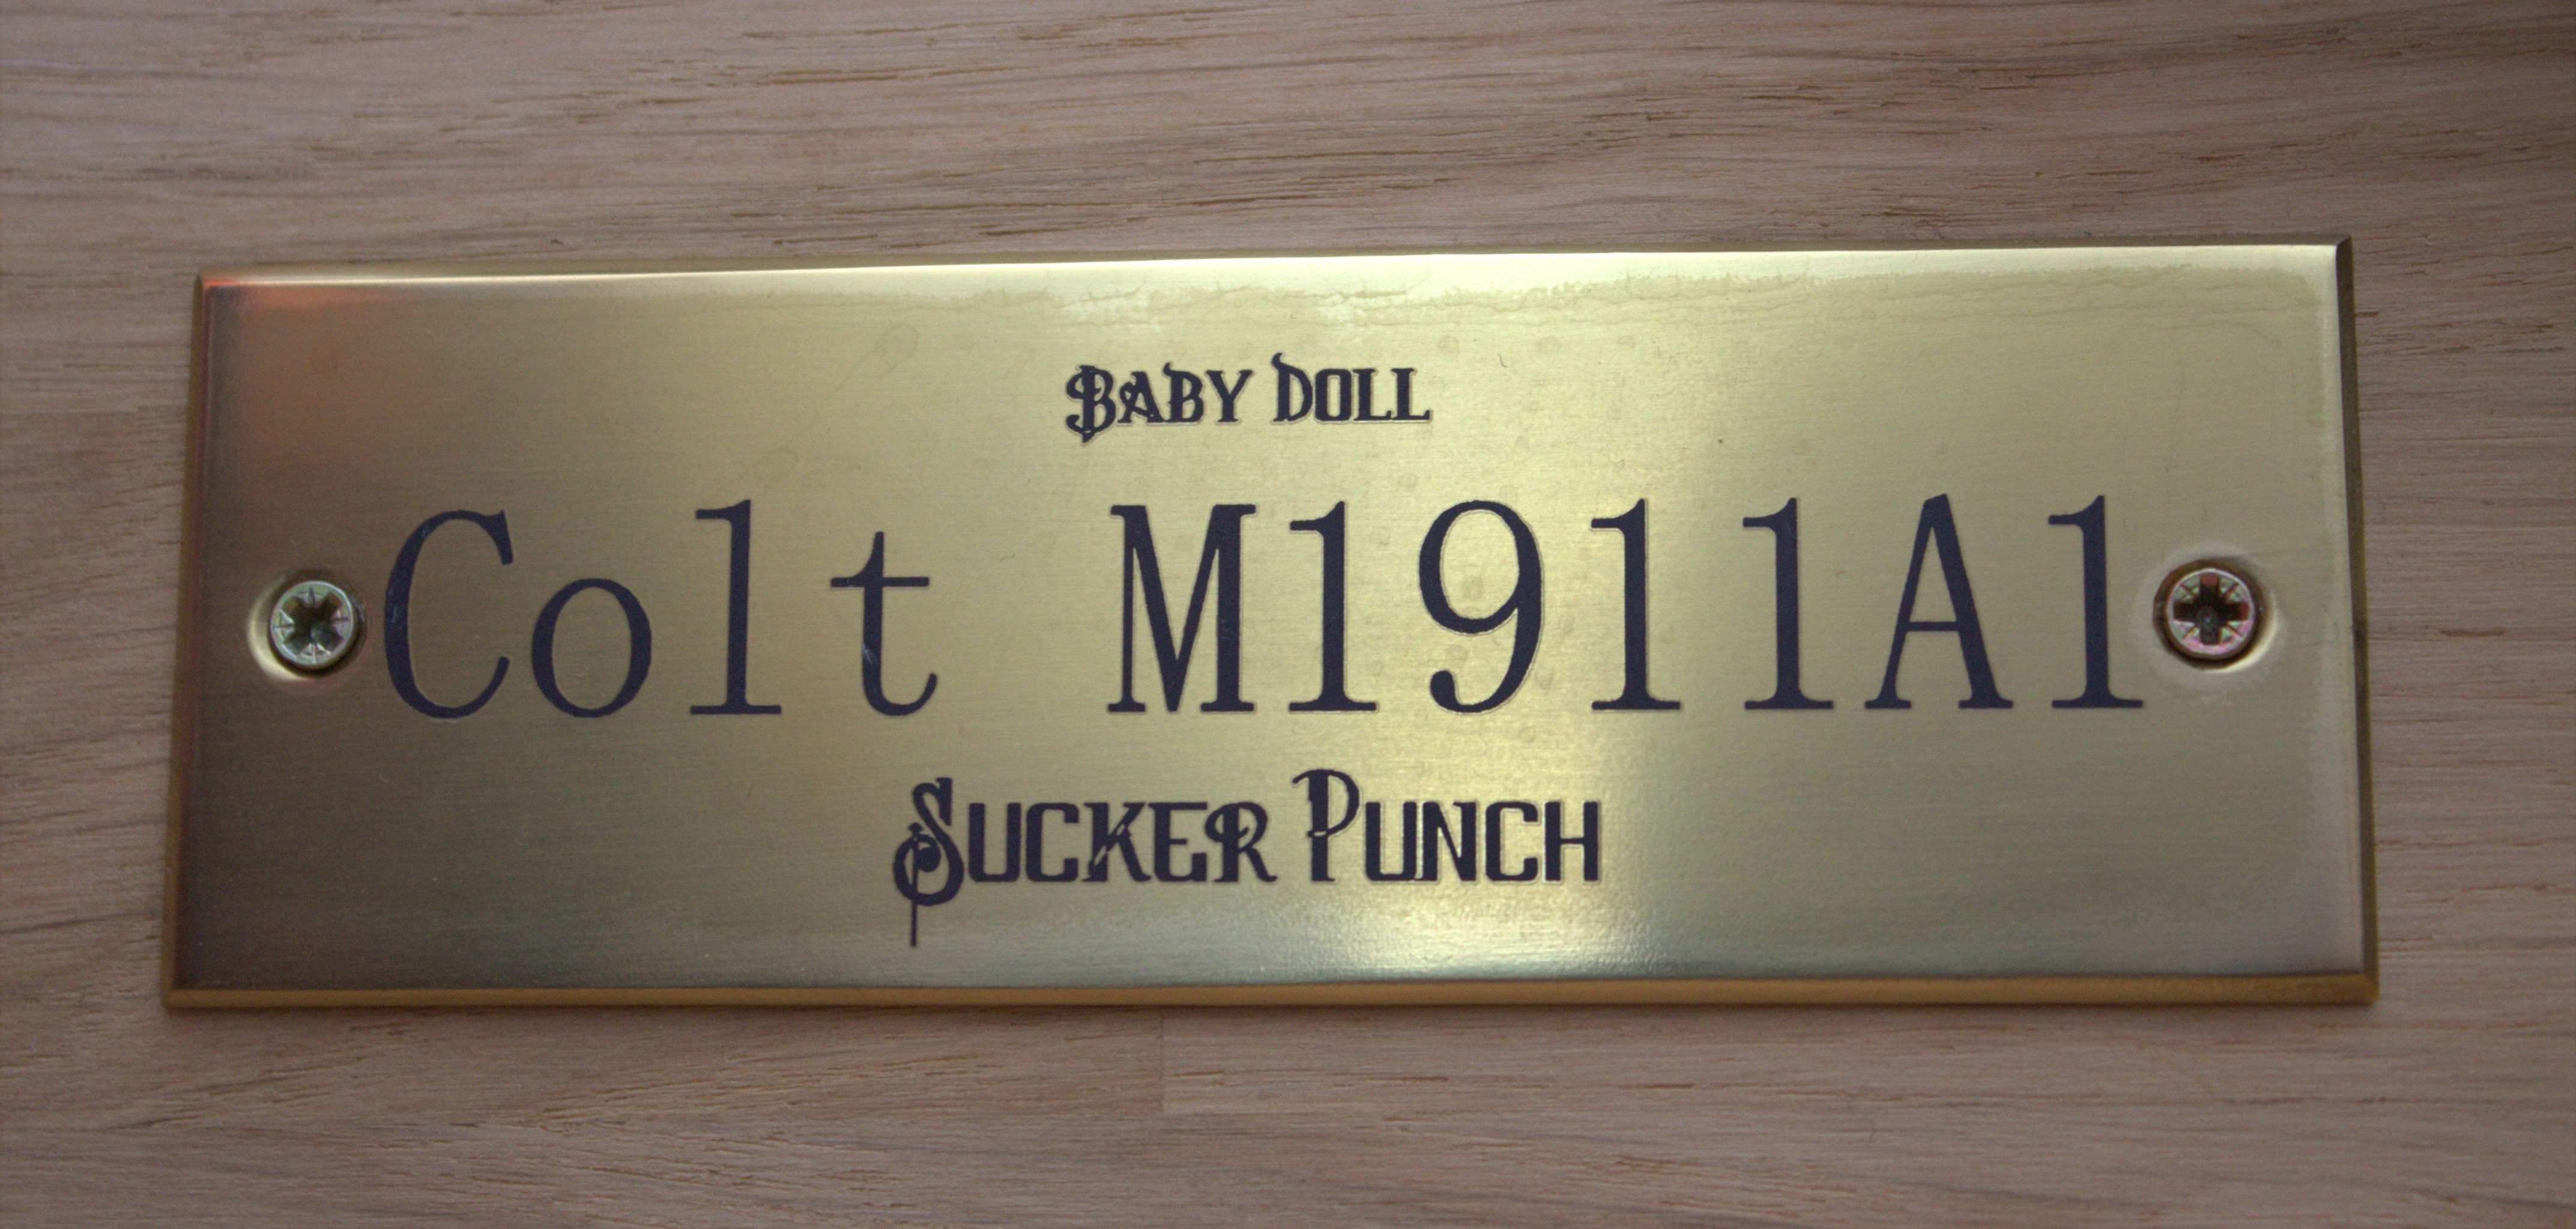 Baby Doll
Colt M1911A1
Sucker Punch